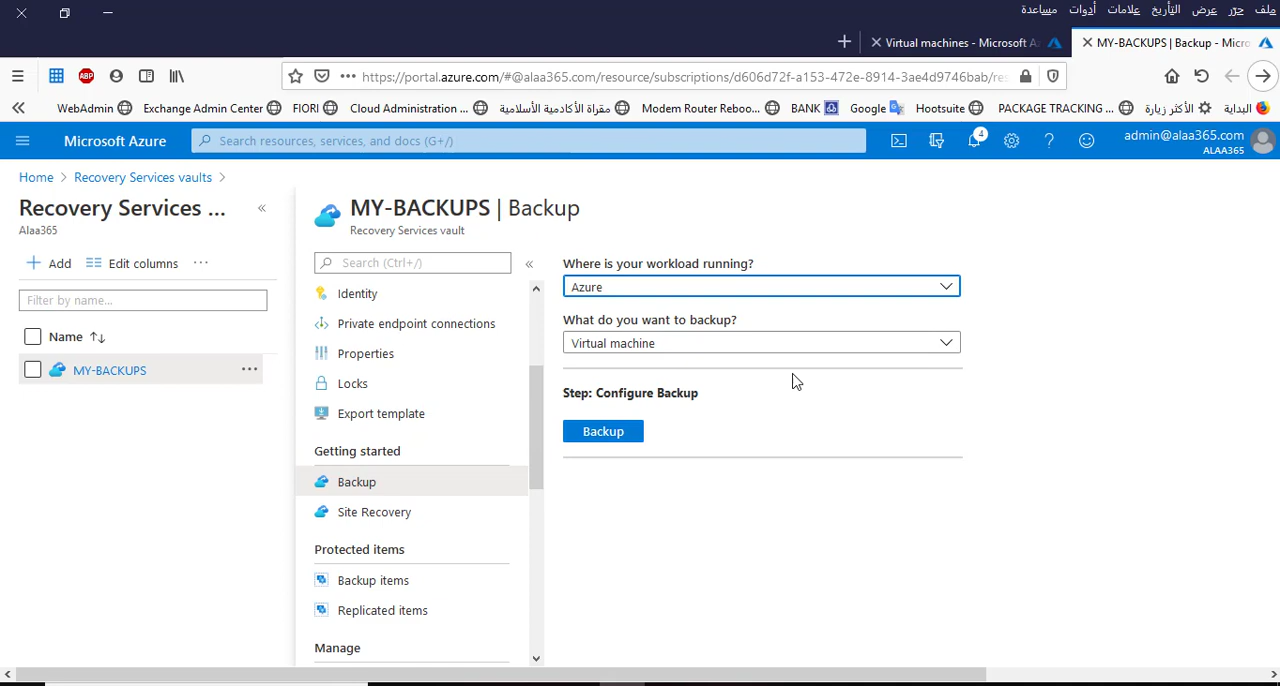 ملف حرّر عرض التأريخ علامات أدوات مساعدة
Virtual machines - Microsoft A
MY-BACKUPS | Backup - Micro
ABP
https://portal.azure.com/#@alaa365.com/resource/subscriptions/d606d72f-a153-472e-8914-3ae4d9746bab/res
WebAdmin Exchange Admin Center FIORI Cloud Administration ... مقراة الأكادمية الأسلامية Modem Router Reboo... BANK Google Hootsuite PACKAGE TRACKING ... الأكثر زيارة البداية
Microsoft Azure
Search resources, services, and docs (G+/)
4
admin@alaa365.com
ALAA365
Home > Recovery Services vaults >
Recovery Services ...
Alaa365
Add Edit columns ...
Filter by name...
Name
MY-BACKUPS
MY-BACKUPS | Backup
Recovery Services vault
Search (Ctrl+/)
Identity
Private endpoint connections
Properties
Locks
Export template
Getting started
Backup
Site Recovery
Protected items
Backup items
Replicated items
Manage
Where is your workload running?
Azure
What do you want to backup?
Virtual machine
Step: Configure Backup
Backup